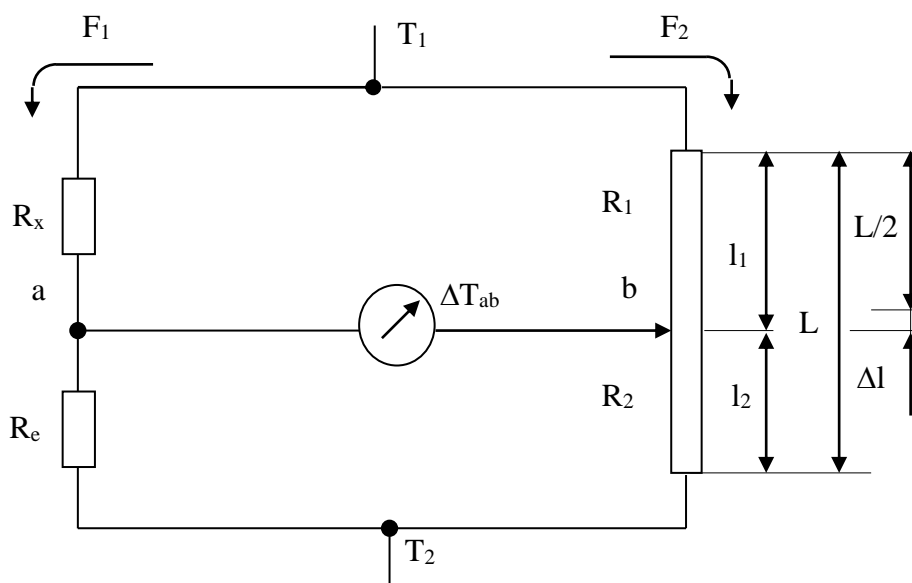 F₁
T₁
F₂
Rₓ
R₁
L/2
l₁
a
ΔTₐb
b
L
Δl
Rₑ
R₂
l₂
T₂